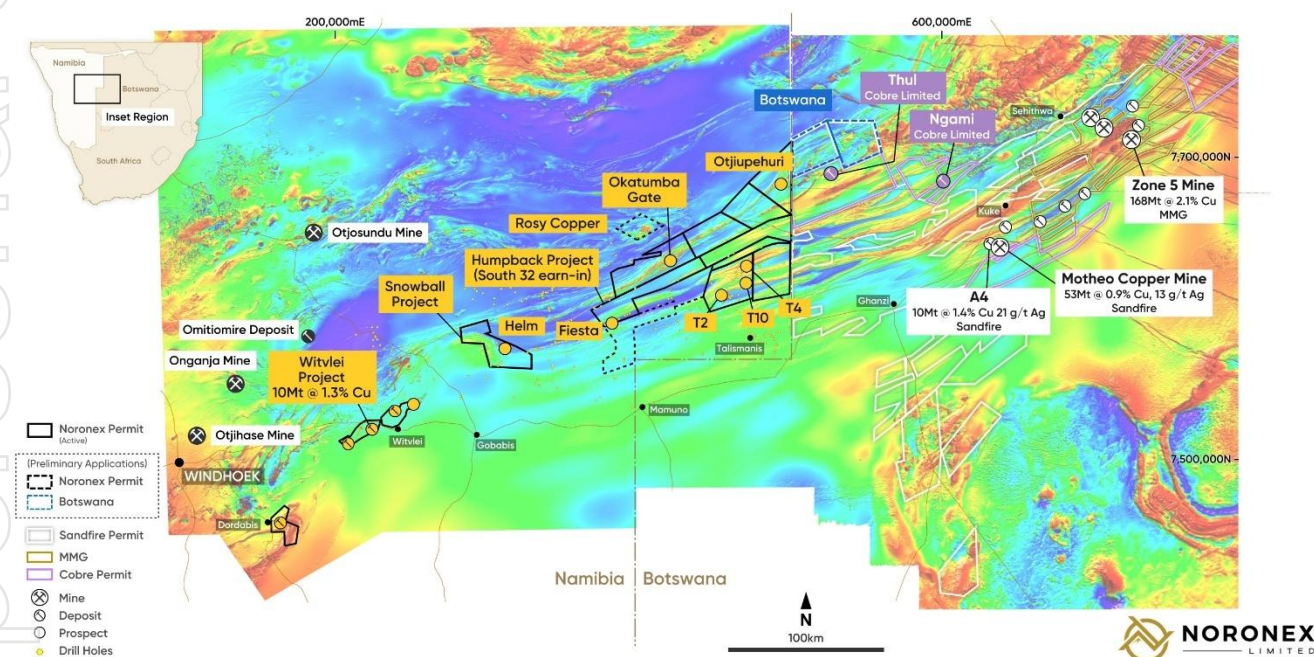 200,000mE
600,000mE
Namibia
Botswana
Inset Region
South Africa
Thul
Cobre Limited
Botswana
Sehithwa
Ngami
Cobre Limited
7,700,000mN
Otjiupehuri
Okatumba
Gate
Zone 5 Mine
168Mt @ 2.1% Cu
MMG
Kuke
Rosy Copper
Otjosundu Mine
Humpback Project
(South 32 earn-in)
Motheo Copper Mine
53Mt @ 0.9% Cu, 13 g/t Ag
Sandfire
Snowball
Project
A4
10Mt @ 1.4% Cu 21 g/t Ag
Sandfire
Ghanzi
Helm
Fiesta
T2
T10
T4
Talismanis
Omitiomire Deposit
Onganja Mine
Witvlei
Project
10Mt @ 1.3% Cu
Mamuno
Otjihase Mine
Witvlei
Gobabis
WINDHOEK
7,500,000mN
Dordabis
Noronex Permit
(Active)
(Preliminary Applications)
Noronex Permit
Botswana
Sandfire Permit
MMG
Cobre Permit
Mine
Deposit
Prospect
Drill Holes
Namibia
Botswana
N
100km
NORONEX
LIMITED